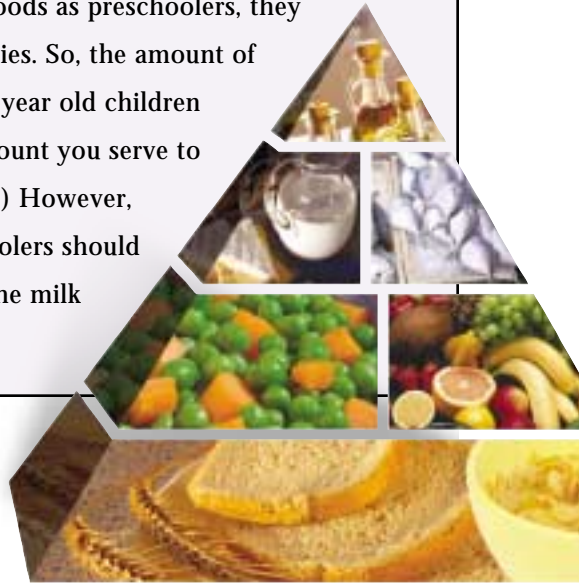 oods as preschoolers, they
ies. So, the amount of
year old children
ount you serve to
) However,
olers should
ne milk